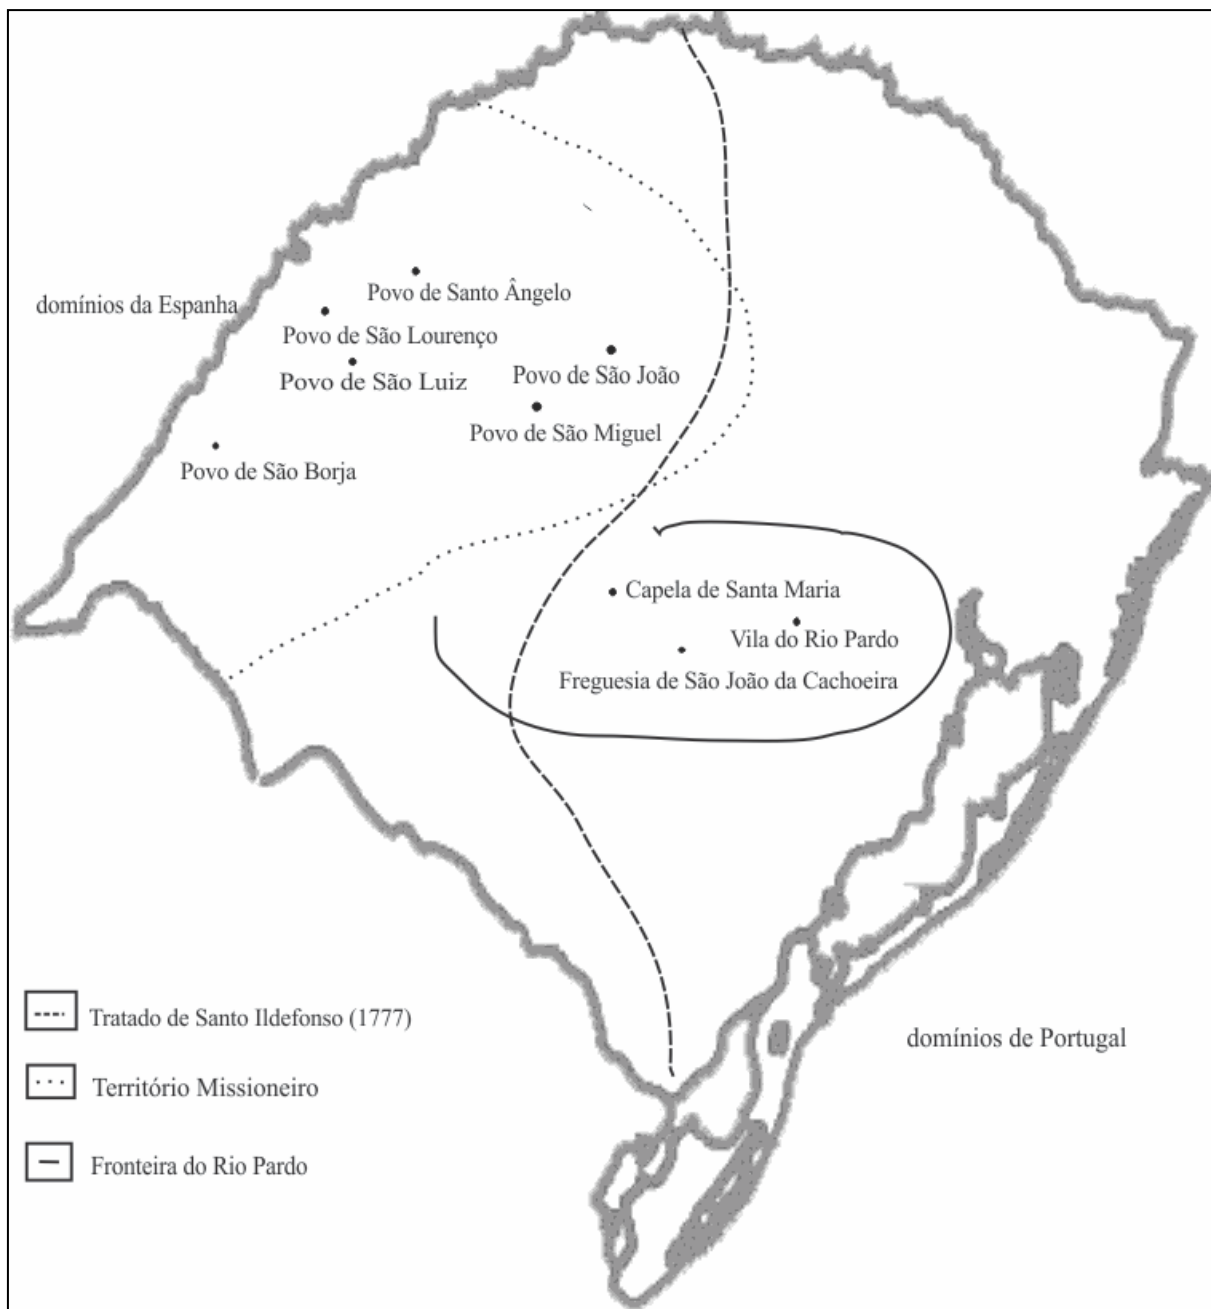 domínios da Espanha
Povo de Santo Ângelo
Povo de São Lourenço
Povo de São Luiz
Povo de São João
Povo de São Miguel
Povo de São Borja
Capela de Santa Maria
Vila do Rio Pardo
Freguesia de São João da Cachoeira
Tratado de Santo Ildefonso (1777)
domínios de Portugal
Território Missioneiro
Fronteira do Rio Pardo